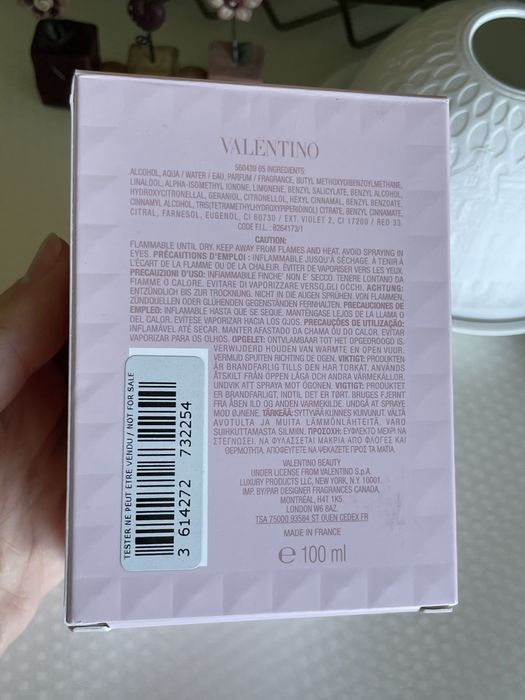 VALENTINO
560439 05 INGREDIENTS:
ALCOHOL, AQUA / WATER / EAU, PARFUM / FRAGRANCE, BUTYL METHOXYDIBENZOYLMETHANE,
LINALOOL, ALPHA-ISOMETHYL IONONE, LIMONENE, BENZYL SALICYLATE, BENZYL ALCOHOL,
HYDROXYCITRONELLAL, GERANIOL, CITRONELLOL, HEXYL CINNAMAL, BENZYL BENZOATE,
CINNAMYL ALCOHOL, TRIS(TETRAMETHYLHYDROXYPIPERIDINOL) CITRATE, BENZYL CINNAMATE,
CITRAL, FARNESOL, EUGENOL, CI 60730 / EXT. VIOLET 2, CI 17200 / RED 33.
CODE F.I.L. B264173/1
CAUTION:
FLAMMABLE UNTIL DRY. KEEP AWAY FROM FLAMES AND HEAT. AVOID SPRAYING IN
EYES. PRÉCAUTIONS D'EMPLOI : INFLAMMABLE JUSQU'À SÉCHAGE. À TENIR À
L'ÉCART DE LA FLAMME OU DE LA CHALEUR. ÉVITER DE VAPORISER VERS LES YEUX.
PRECAUZIONI D'USO: INFIAMMABILE FINCHE' NON E' SECCO. TENERE LONTANO DA
FIAMME O CALORE. EVITARE DI VAPORIZZARE VERSO GLI OCCHI. ACHTUNG:
ENTZÜNDLICH BIS ZUR TROCKNUNG. NICHT IN DIE AUGEN SPRÜHEN. VON FLAMMEN,
ZÜNDQUELLEN ODER GLÜHENDEN GEGENSTÄNDEN FERNHALTEN. PRECAUCIONES DE
EMPLEO: INFLAMABLE HASTA QUE SE SEQUE. MANTÉNGASE LEJOS DE LA LLAMA O
DEL CALOR. EVÍTESE VAPORIZAR HACIA LOS OJOS. PRECAUÇÕES DE UTILIZAÇÃO:
INFLAMÁVEL ATÉ SECAR. MANTER AFASTADO DA CHAMA OU DO CALOR. EVITAR
VAPORIZAR PARA OS OLHOS. OPGELET: ONTVLAMBAAR TOT HET OPGEDROOGD IS.
VERWIJDERD HOUDEN VAN WARMTE EN OPEN VUUR.
VERMIJD SPUITEN RICHTING DE OGEN. VIKTIGT: PRODUKTEN
ÄR BRANDFARLIG TILLS DEN HAR TORKAT. ANVÄNDS
ÅTSKILT FRÅN ÖPPEN LÅGA OCH ANDRA VÄRMEKÄLLOR.
UNDVIK ATT SPRAYA MOT ÖGONEN. VIGTIGT: PRODUKTET
ER BRANDFARLIGT, INDTIL DET ER TØRT. BRUGES FJERNT
FRA ÅBEN ILD OG ANDEN VARMEKILDE. UNDGÅ AT SPRAYE
MOD ØJNENE. TÄRKEÄÄ: SYTTYVÄÄ KUNNES KUIVUNUT. VÄLTÄ
AVOTULTA JA MUITA LÄMMÖNLÄHTEITÄ. VARO
SUIHKUTTAMASTA SILMIIN. ΠΡΟΣΟΧΗ: ΕΥΦΛΕΚΤΟ ΜΕΧΡΙ ΝΑ
ΣΤΕΓΝΩΣΕΙ. ΝΑ ΦΥΛΑΣΣΕΤΑΙ ΜΑΚΡΙΑ ΑΠΟ ΦΛΟΓΕΣ ΚΑΙ
ΘΕΡΜΟΤΗΤΑ. ΑΠΟΦΕΥΓΕΤΕ ΝΑ ΨΕΚΑΖΕΤΕ ΠΡΟΣ ΤΑ ΜΑΤΙΑ.
VALENTINO BEAUTY
UNDER LICENSE FROM VALENTINO S.p.A.
LUXURY PRODUCTS LLC, NEW YORK, N.Y. 10001.
IMP. BY/PAR DESIGNER FRAGRANCES CANADA,
MONTRÉAL, H4T 1K5.
LONDON W6 8AZ.
TSA 75000 93584 ST OUEN CEDEX FR
MADE IN FRANCE
℮ 100 ml
TESTER NE PEUT ETRE VENDU / NOT FOR SALE
3 614272 732254